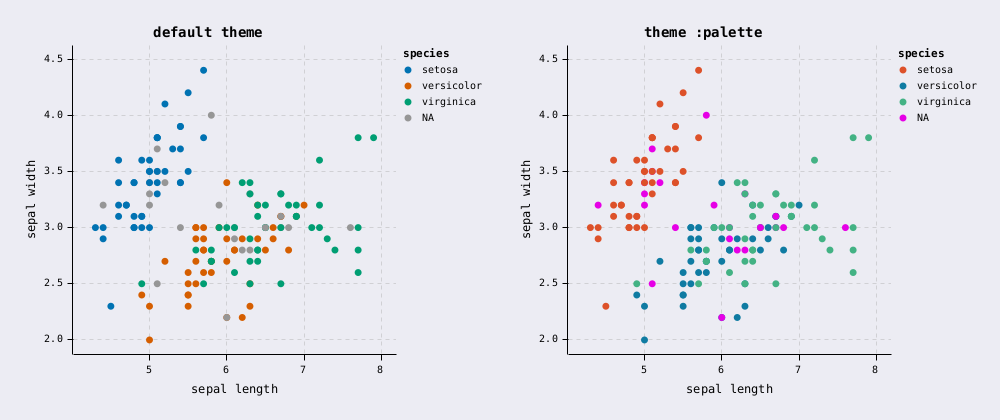 default theme
species
setosa
versicolor
virginica
NA
4.5
4.0
3.5
3.0
2.5
2.0
sepal width
5
6
7
8
sepal length
theme :palette
species
setosa
versicolor
virginica
NA
4.5
4.0
3.5
3.0
2.5
2.0
sepal width
5
6
7
8
sepal length